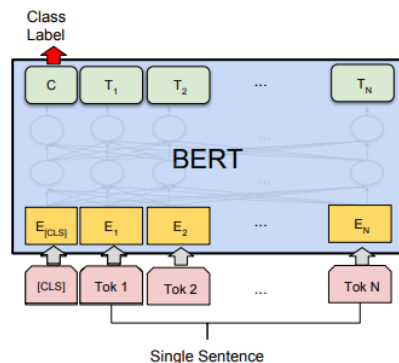 Class
Label
C T1 T2 ... TN
BERT
E[CLS] E1 E2 ... EN
[CLS] Tok 1 Tok 2 ... Tok N
Single Sentence